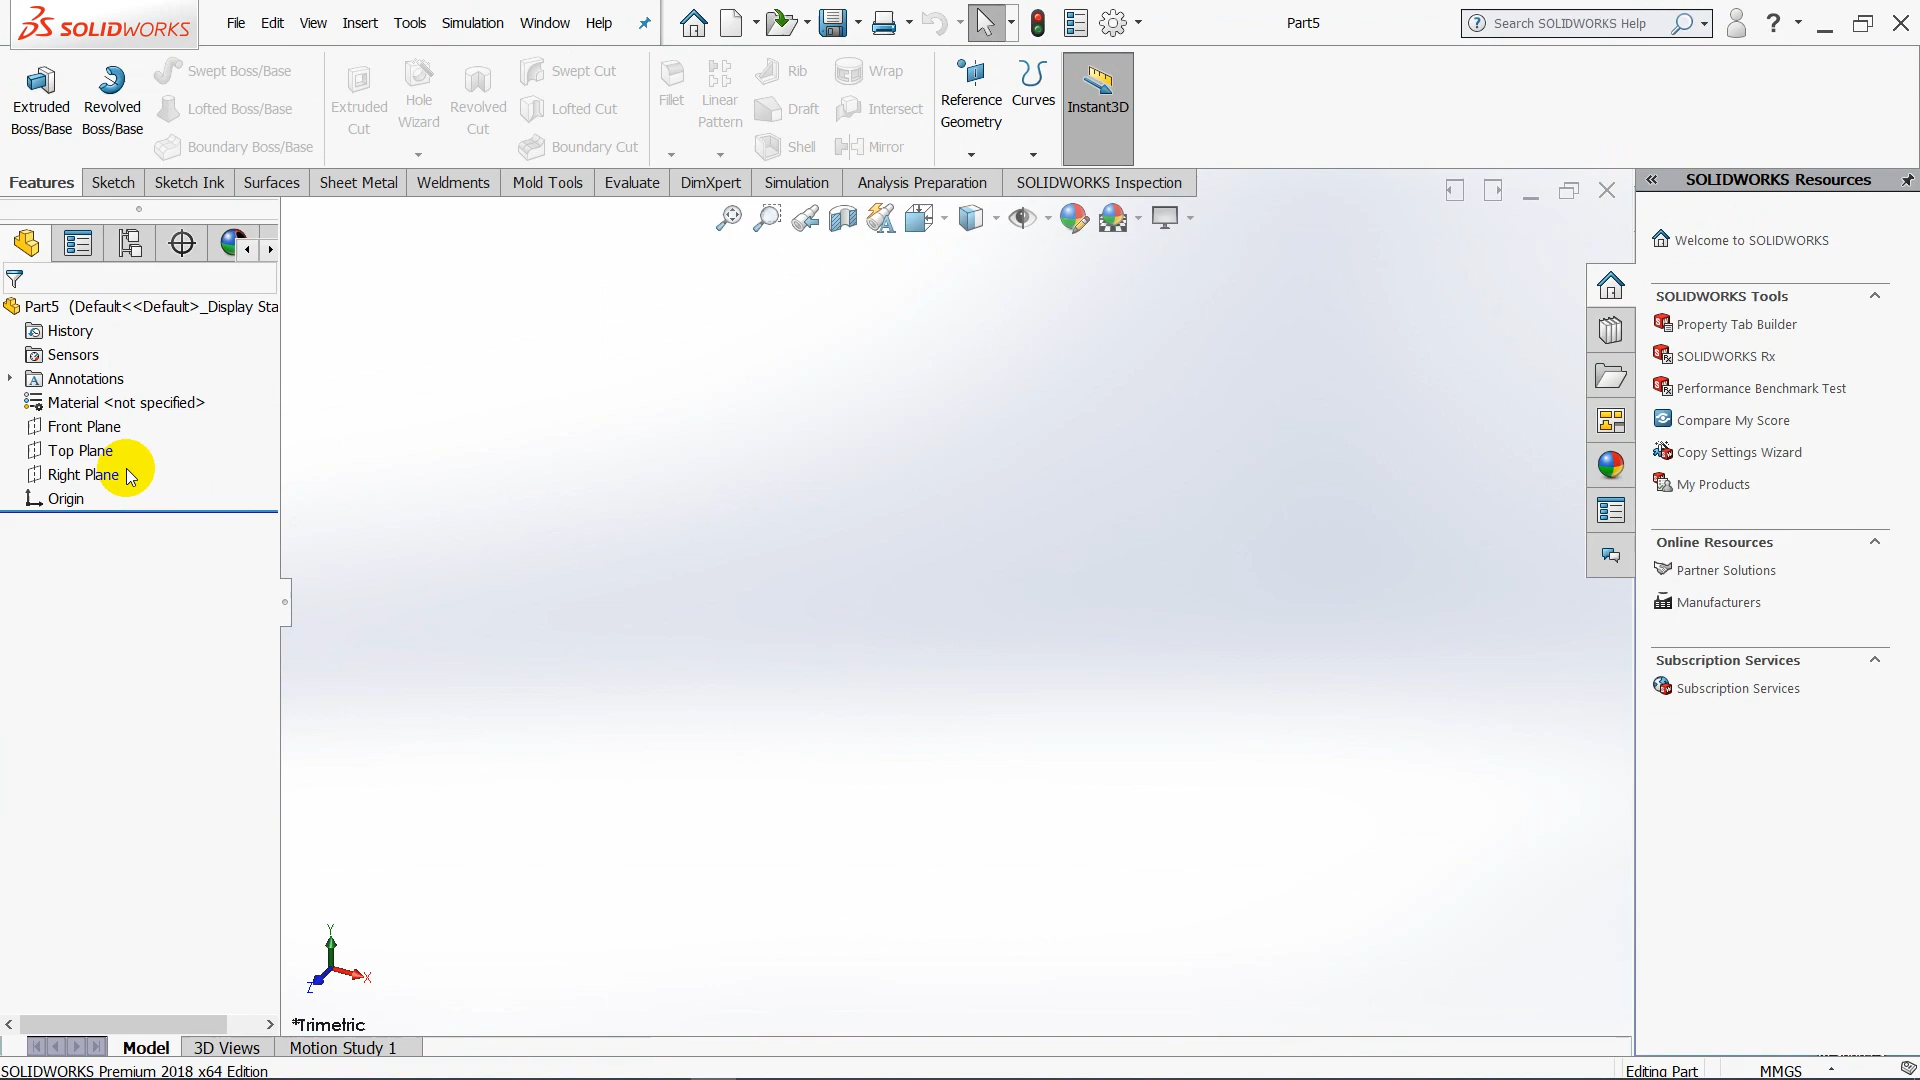 SOLIDWORKS File Edit View Insert Tools Simulation Window Help Part5 Search SOLIDWORKS Help ?
Extruded Boss/Base
Revolved Boss/Base
Swept Boss/Base
Lofted Boss/Base
Boundary Boss/Base
Extruded Cut
Hole Wizard
Revolved Cut
Swept Cut
Lofted Cut
Boundary Cut
Fillet
Linear Pattern
Rib
Draft
Shell
Wrap
Intersect
Mirror
Reference Geometry
Curves
Instant3D
Features Sketch Sketch Ink Surfaces Sheet Metal Weldments Mold Tools Evaluate DimXpert Simulation Analysis Preparation SOLIDWORKS Inspection
Part5 (Default<<Default>_Display Sta
History
Sensors
A Annotations
Material <not specified>
Front Plane
Top Plane
Right Plane
Origin
Y
X
Z
*Trimetric
SOLIDWORKS Resources
Welcome to SOLIDWORKS
SOLIDWORKS Tools
Property Tab Builder
SOLIDWORKS Rx
Performance Benchmark Test
Compare My Score
Copy Settings Wizard
My Products
Online Resources
Partner Solutions
Manufacturers
Subscription Services
Subscription Services
Model 3D Views Motion Study 1
SOLIDWORKS Premium 2018 x64 Edition Editing Part MMGS